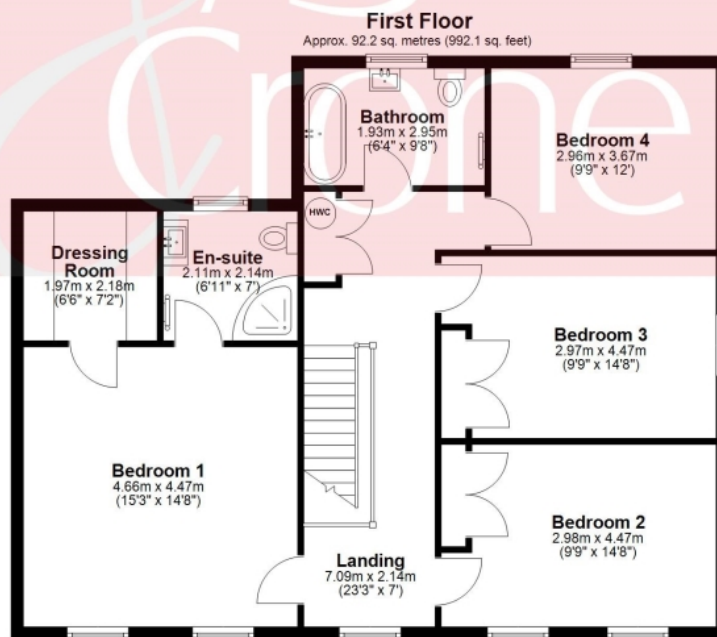 First Floor
Approx. 92.2 sq. metres (992.1 sq. feet)
Crone
Bathroom
1.93m x 2.95m
(6'4" x 9'8")
Bedroom 4
2.96m x 3.67m
(9'9" x 12')
HWC
Dressing
Room
1.97m x 2.18m
(6'6" x 7'2")
En-suite
2.11m x 2.14m
(6'11" x 7')
Bedroom 3
2.97m x 4.47m
(9'9" x 14'8")
Bedroom 1
4.66m x 4.47m
(15'3" x 14'8")
Bedroom 2
2.98m x 4.47m
(9'9" x 14'8")
Landing
7.09m x 2.14m
(23'3" x 7')